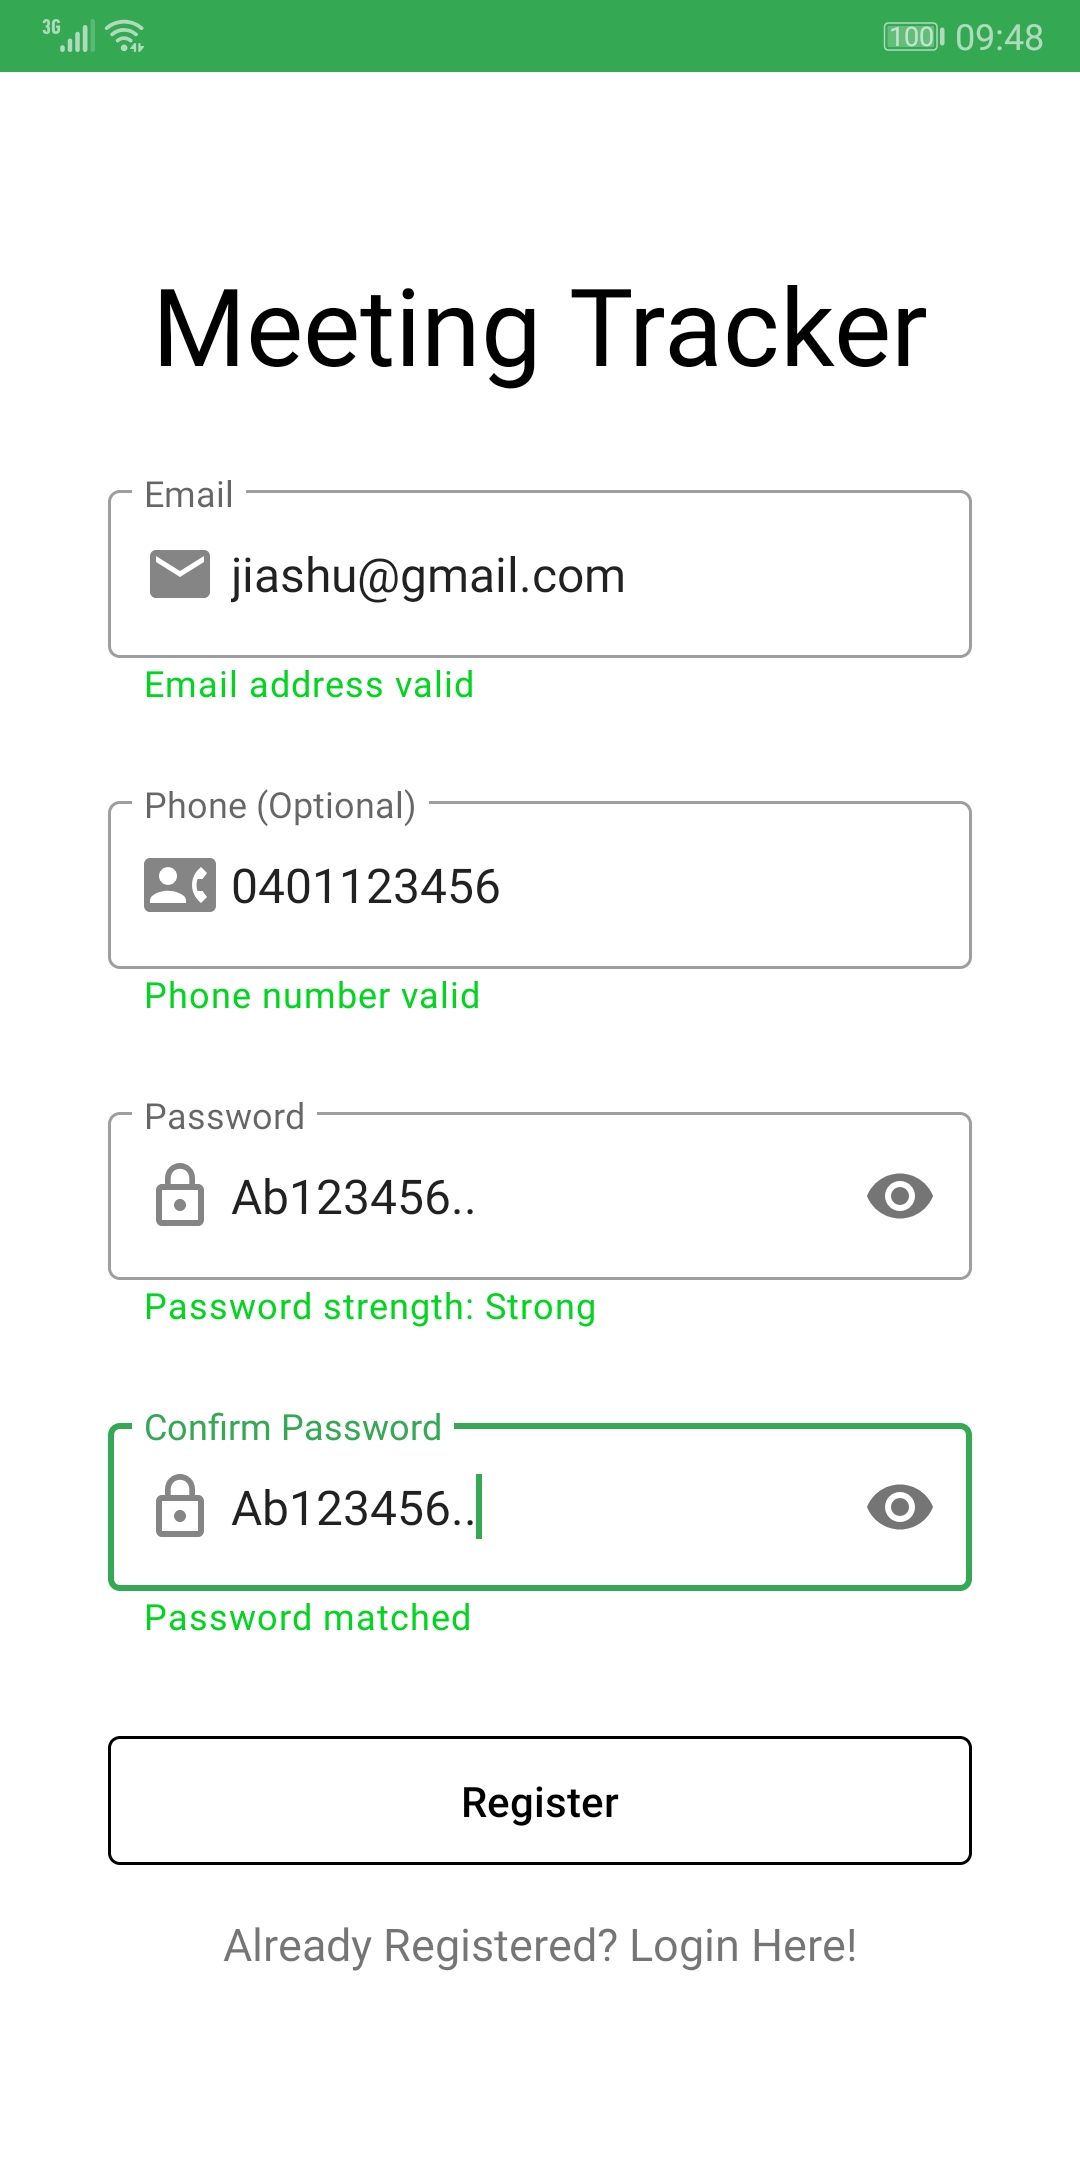 3G 100 09:48
Meeting Tracker
Email
jiashu@gmail.com
Email address valid
Phone (Optional)
0401123456
Phone number valid
Password
Ab123456..
Password strength: Strong
Confirm Password
Ab123456..
Password matched
Register
Already Registered? Login Here!